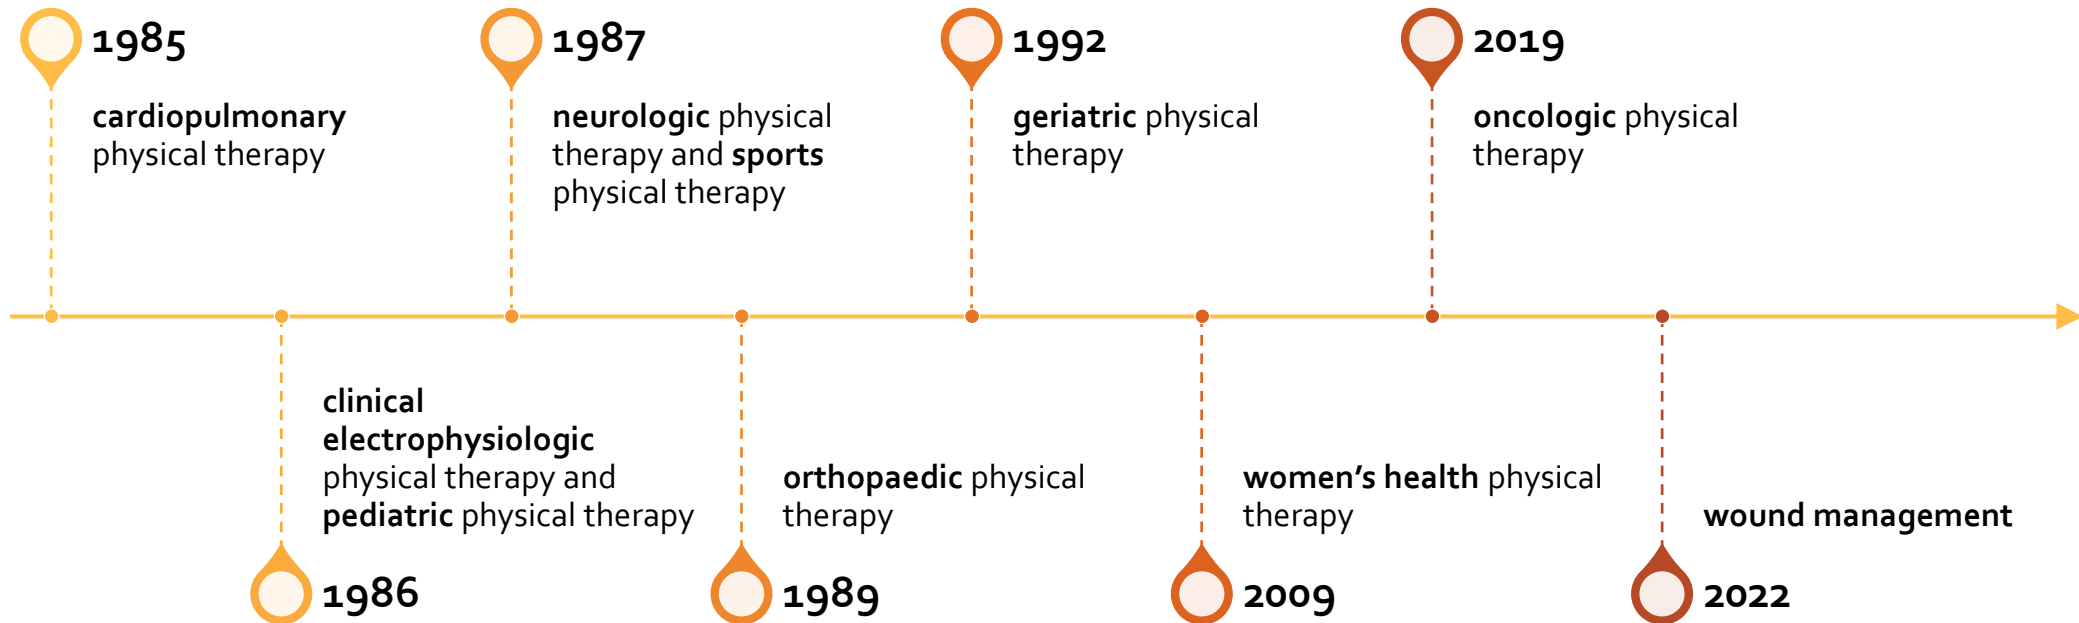 1985
cardiopulmonary
physical therapy
clinical
electrophysiologic
physical therapy and
pediatric physical therapy
1986
1987
neurologic physical
therapy and sports
physical therapy
orthopaedic physical
therapy
1989
1992
geriatric physical
therapy
women’s health physical
therapy
2009
2019
oncologic physical
therapy
wound management
2022